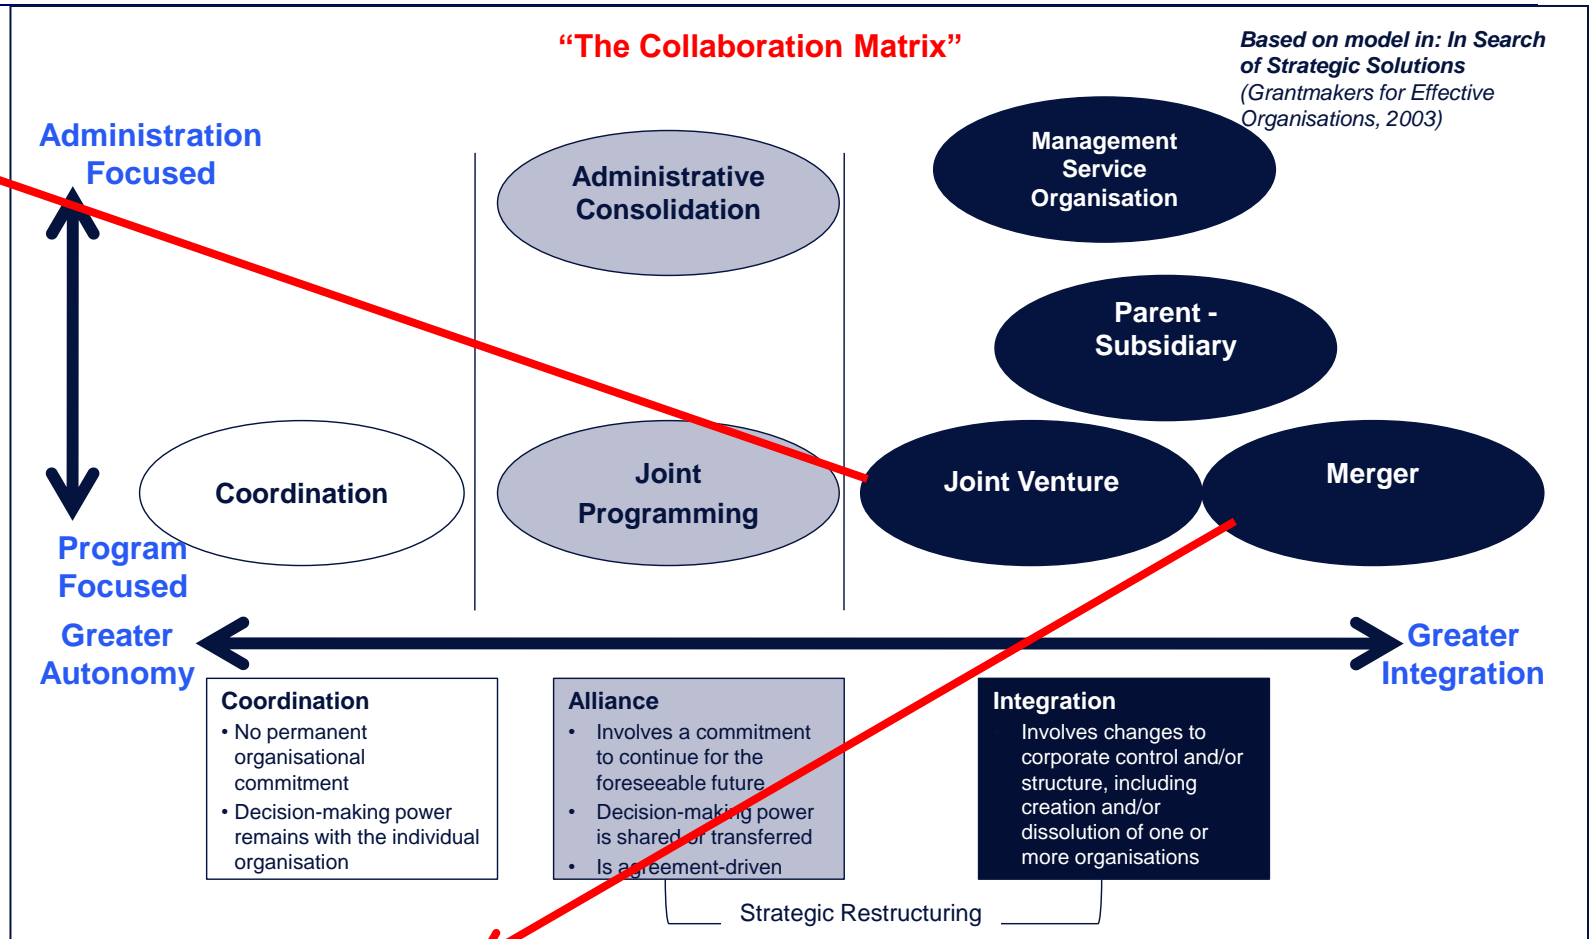 “The Collaboration Matrix”
Based on model in: In Search
of Strategic Solutions
(Grantmakers for Effective
Organisations, 2003)
Administration
Focused
Administrative
Consolidation
Management
Service
Organisation
Parent -
Subsidiary
Coordination
Joint
Programming
Joint Venture
Merger
Program
Focused
Greater
Autonomy
Greater
Integration
Coordination
• No permanent
organisational
commitment
• Decision-making power
remains with the individual
organisation
Alliance
• Involves a commitment
to continue for the
foreseeable future
• Decision-making power
is shared or transferred
• Is agreement-driven
Integration
Involves changes to
corporate control and/or
structure, including
creation and/or
dissolution of one or
more organisations
Strategic Restructuring